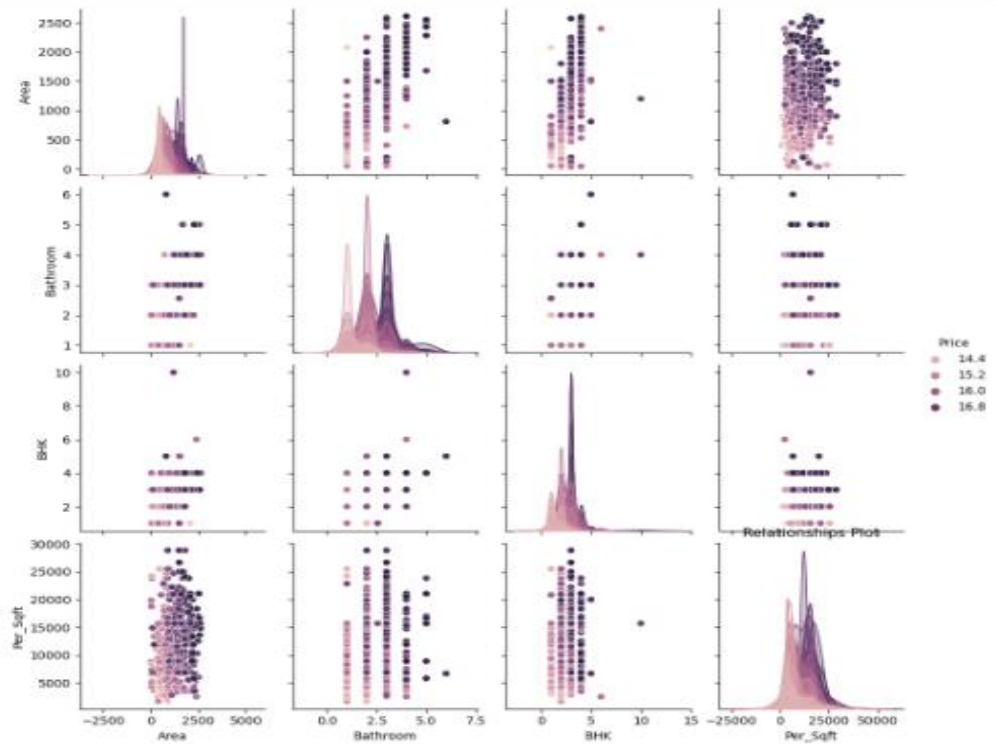 2500
2000
1500
1000
500
0
Area
6
5
4
3
2
1
Bathroom
Price
14.4
15.2
16.0
16.8
10
8
6
4
2
BHK
Relationships Plot
30000
25000
20000
15000
10000
5000
Per_Sqft
−2500 0 2500 5000
Area
0.0 2.5 5.0 7.5
Bathroom
0 5 10 15
BHK
−25000 0 25000 50000
Per_Sqft